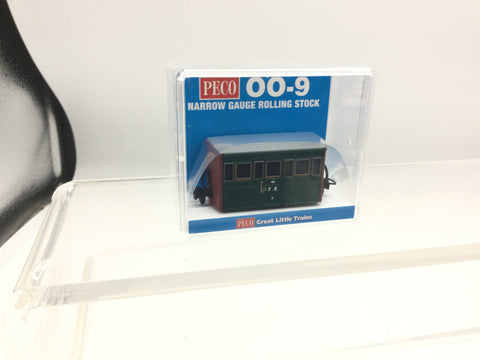 PECO OO-9
NARROW GAUGE ROLLING STOCK
F R
PECO Great Little Trains